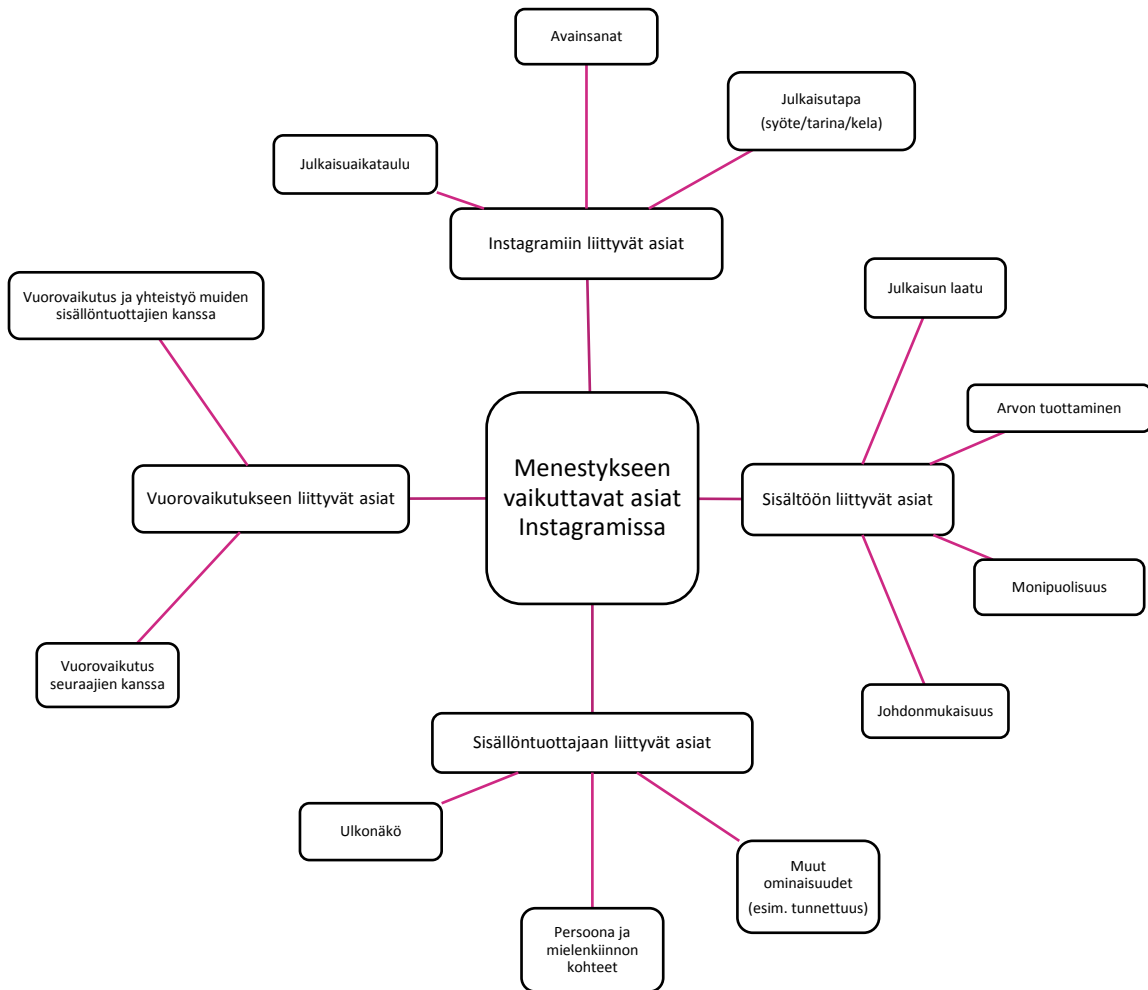 Avainsanat
Julkaisutapa
(syöte/tarina/kela)
Julkaisuaikataulu
Instagramiin liittyvät asiat
Vuorovaikutus ja yhteistyö muiden
sisällöntuottajien kanssa
Julkaisun laatu
Arvon tuottaminen
Menestykseen
vaikuttavat asiat
Instagramissa
Vuorovaikutukseen liittyvät asiat
Sisältöön liittyvät asiat
Monipuolisuus
Vuorovaikutus
seuraajien kanssa
Johdonmukaisuus
Sisällöntuottajaan liittyvät asiat
Ulkonäkö
Muut
ominaisuudet
(esim. tunnettuus)
Persoona ja
mielenkiinnon
kohteet